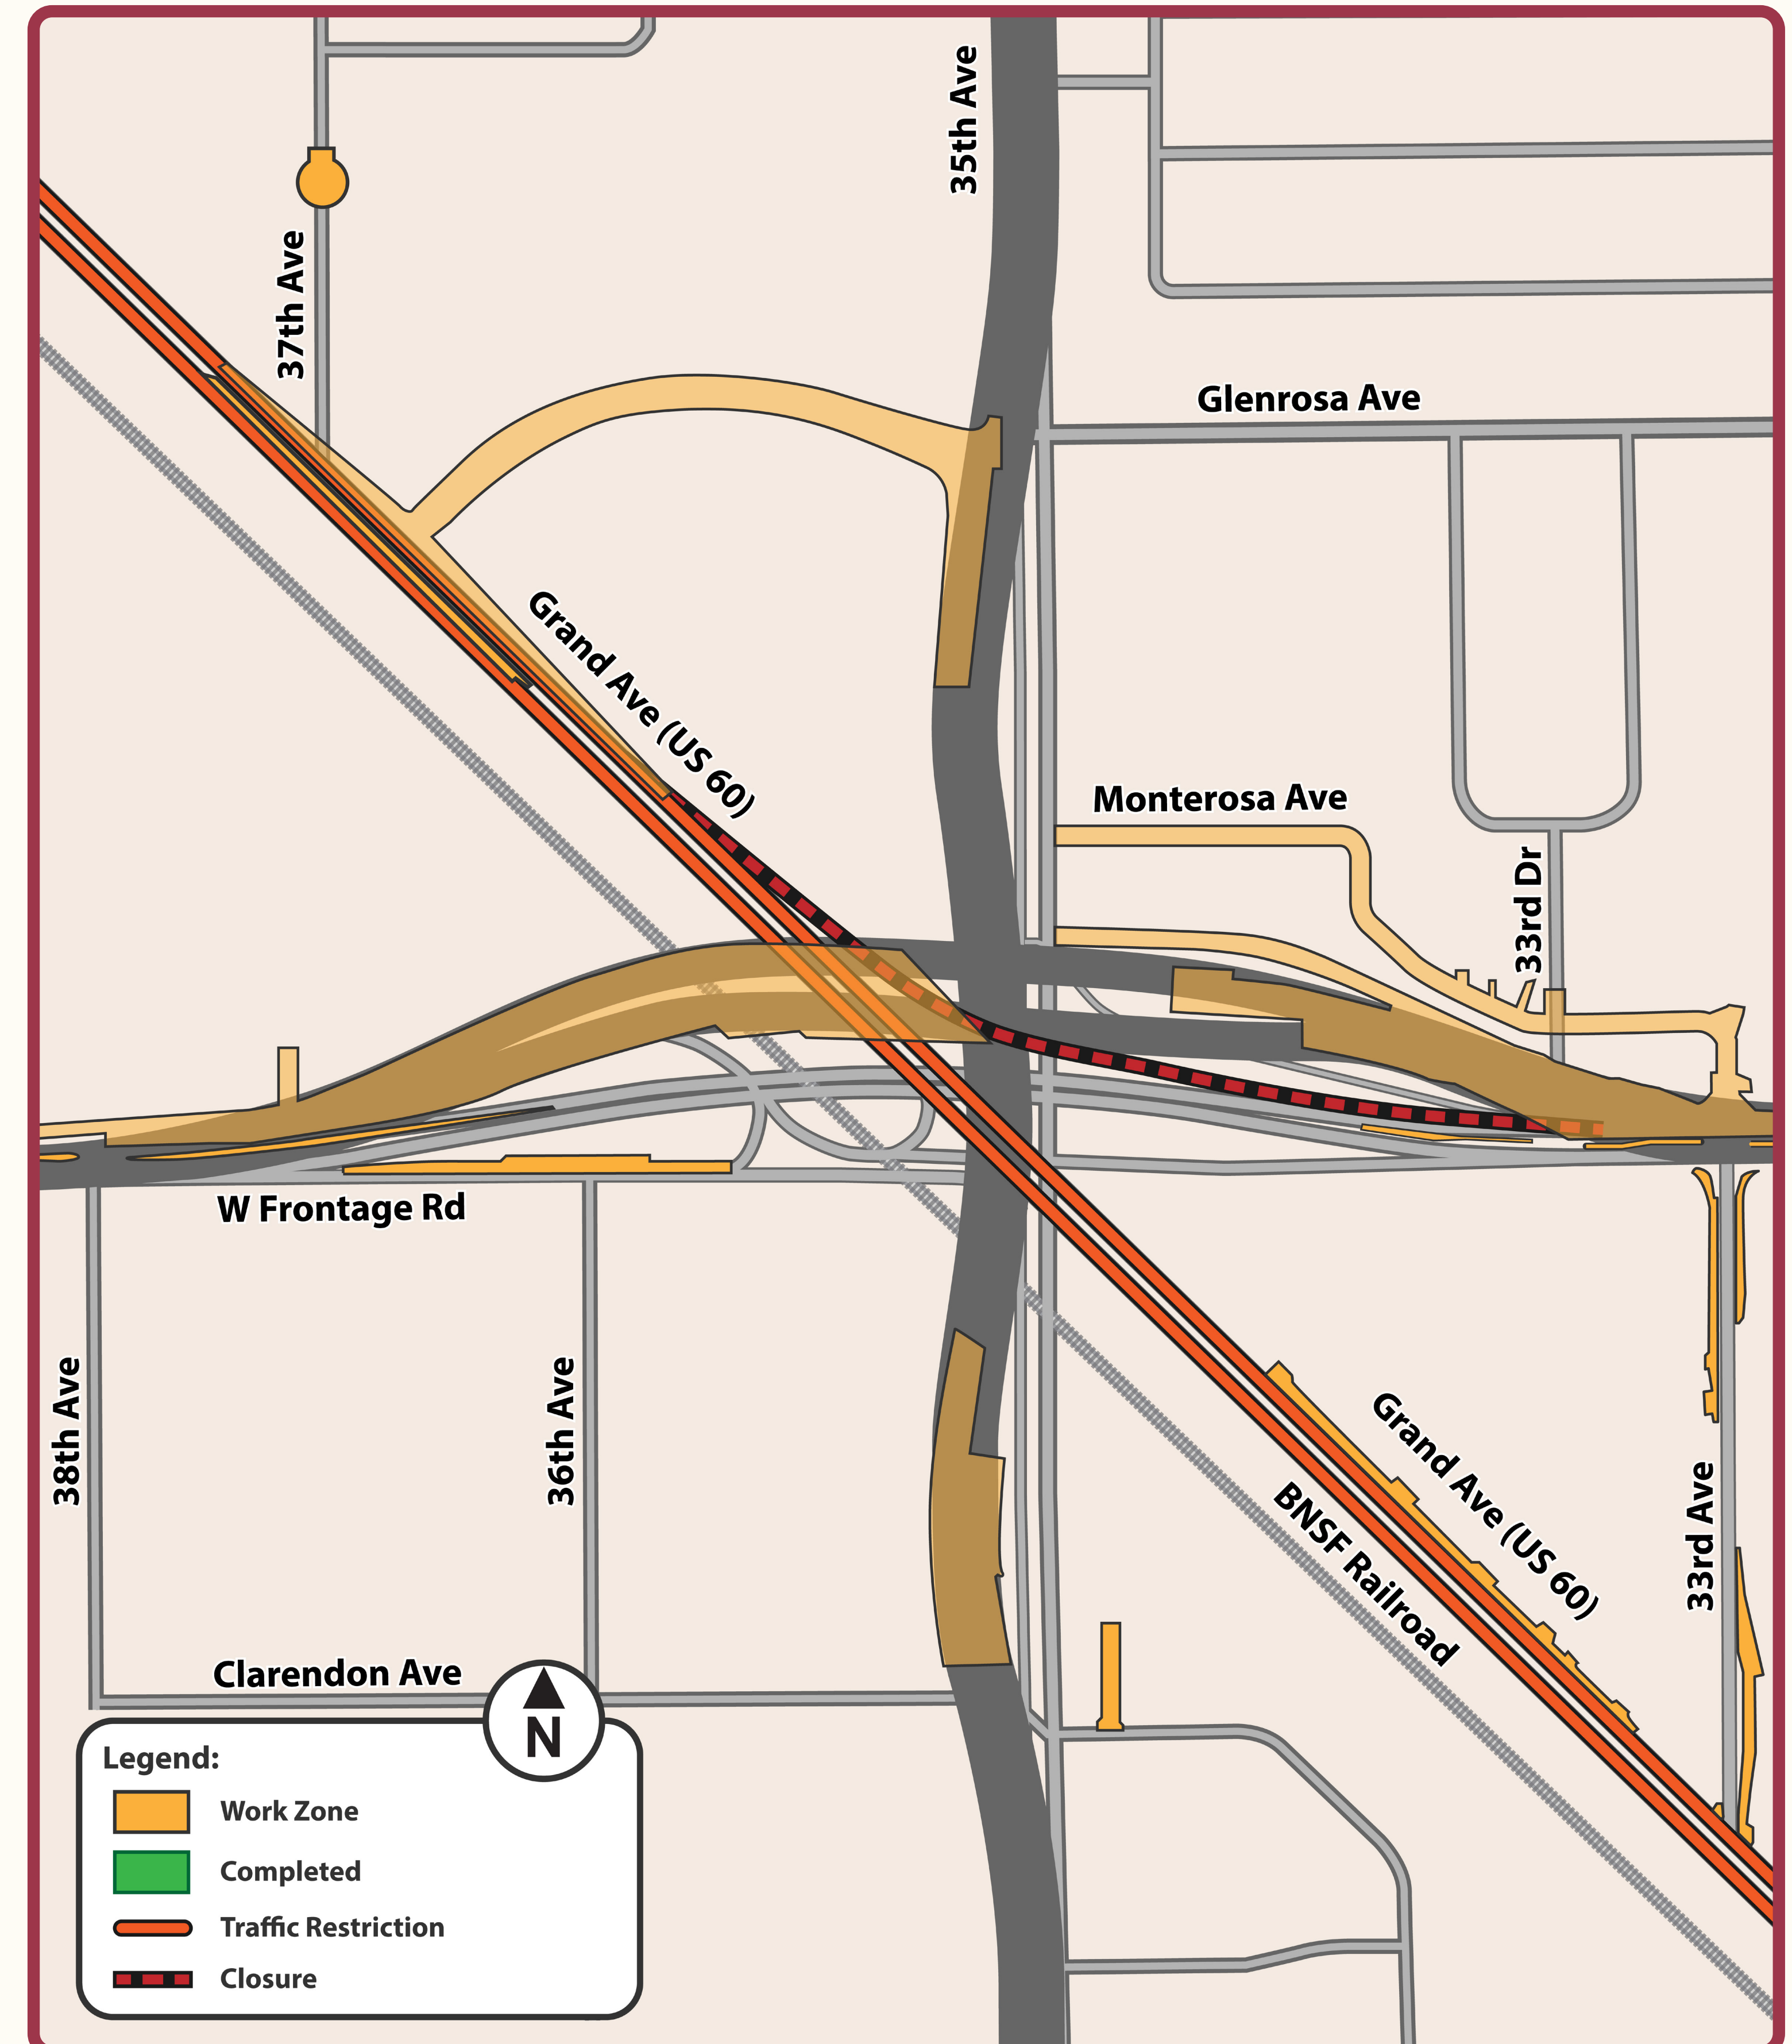 35th Ave
37th Ave
Glenrosa Ave
Grand Ave (US 60)
Monterosa Ave
33rd Dr
W Frontage Rd
38th Ave
36th Ave
Grand Ave (US 60)
BNSF Railroad
33rd Ave
Clarendon Ave
N
Legend:
Work Zone
Completed
Traffic Restriction
Closure